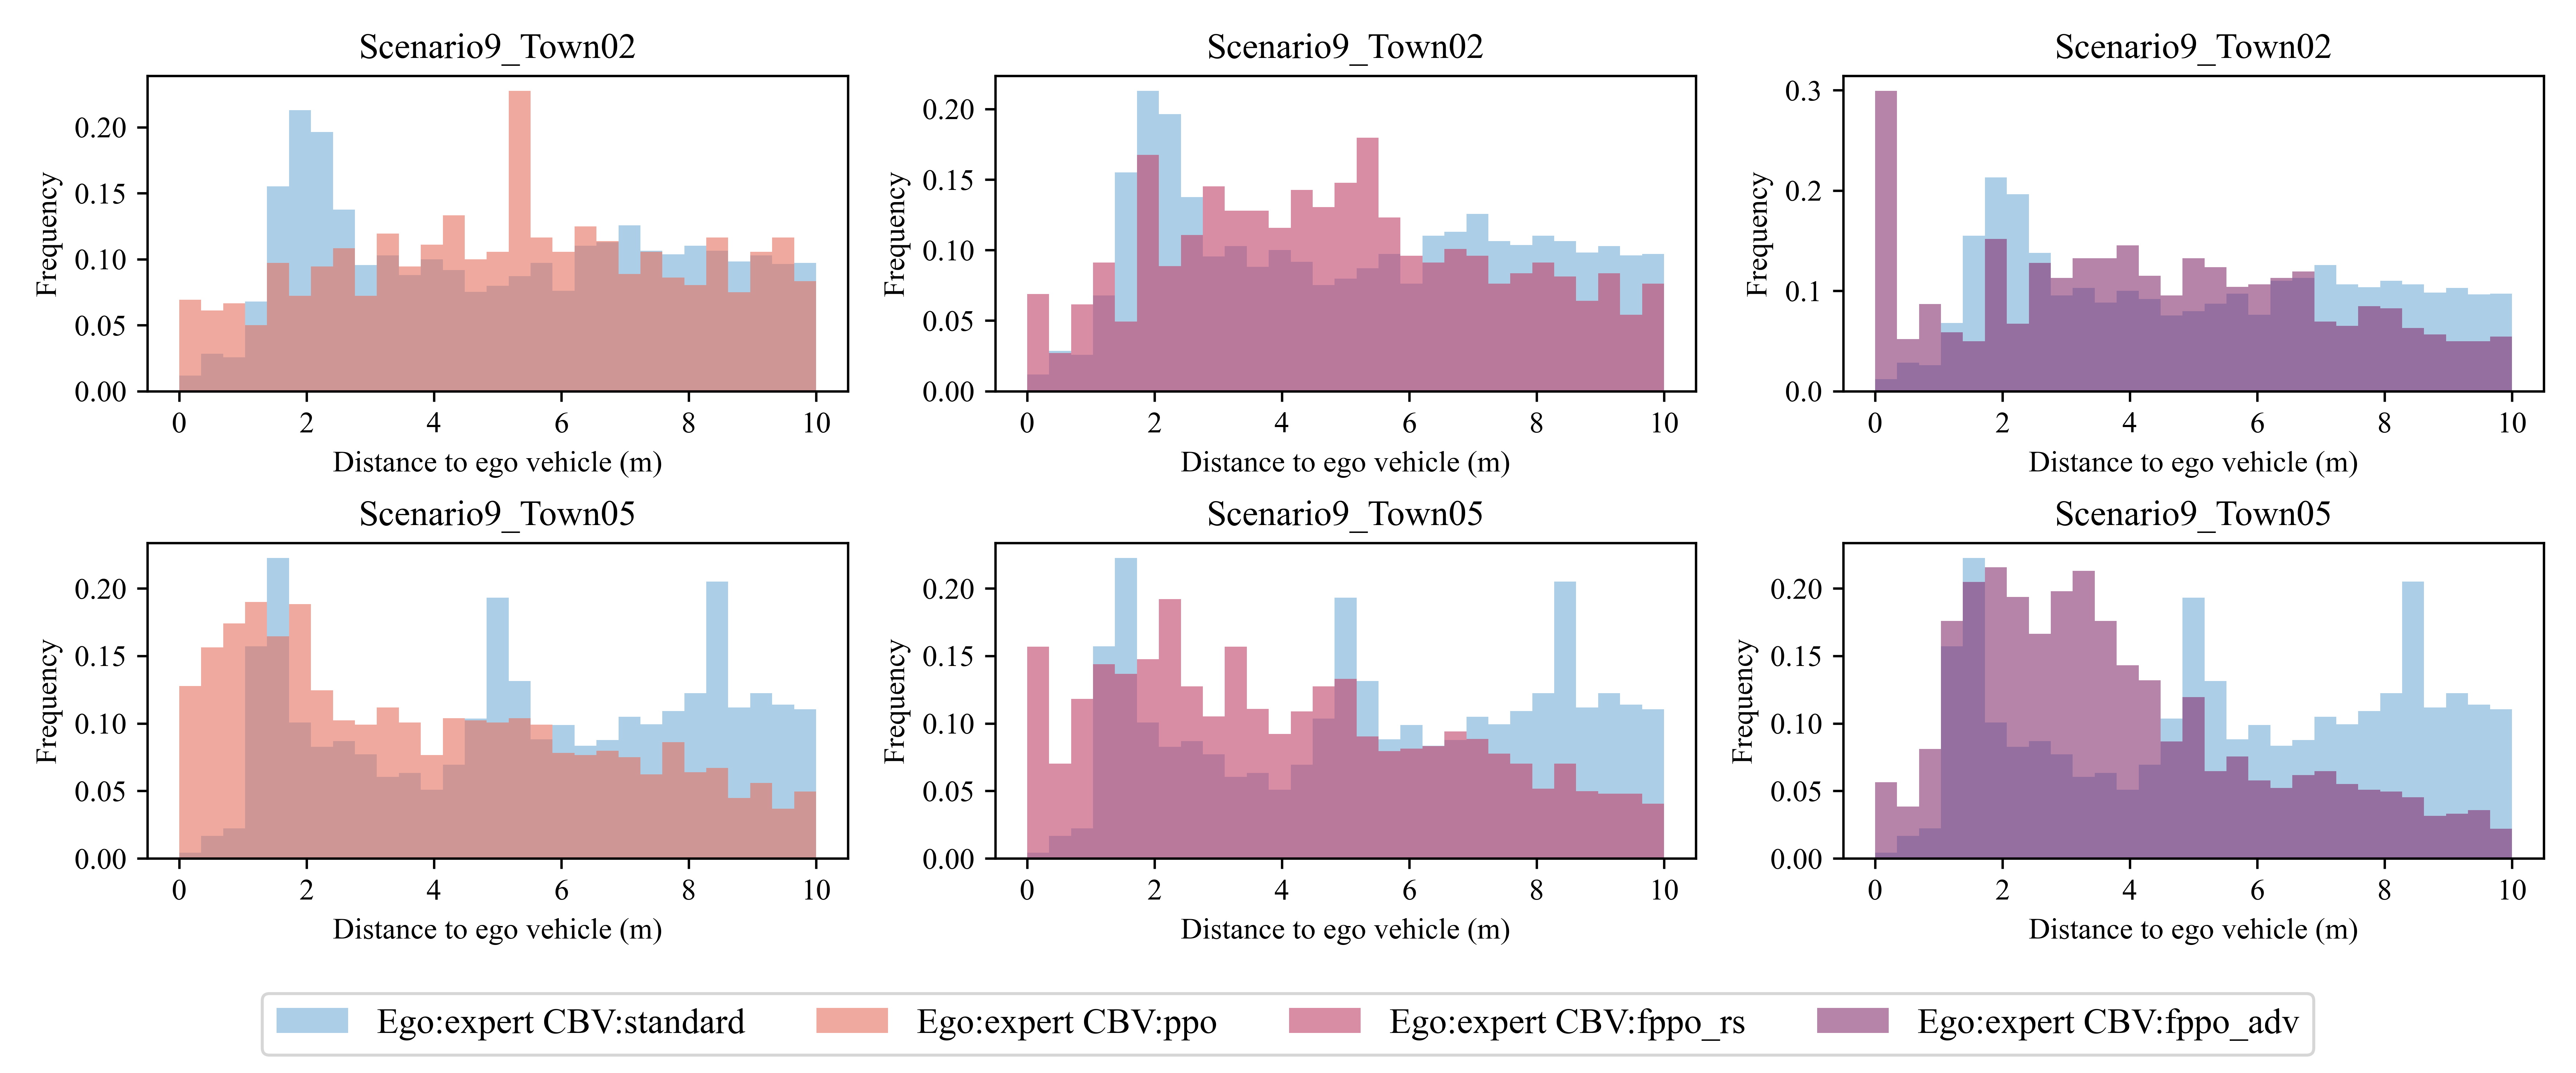 Scenario9_Town02
Scenario9_Town02
Scenario9_Town02
Frequency
0.20
0.15
0.10
0.05
0.00
0 2 4 6 8 10
Distance to ego vehicle (m)
Frequency
0.20
0.15
0.10
0.05
0.00
0 2 4 6 8 10
Distance to ego vehicle (m)
Frequency
0.3
0.2
0.1
0.0
0 2 4 6 8 10
Distance to ego vehicle (m)
Scenario9_Town05
Scenario9_Town05
Scenario9_Town05
Frequency
0.20
0.15
0.10
0.05
0.00
0 2 4 6 8 10
Distance to ego vehicle (m)
Frequency
0.20
0.15
0.10
0.05
0.00
0 2 4 6 8 10
Distance to ego vehicle (m)
Frequency
0.20
0.15
0.10
0.05
0.00
0 2 4 6 8 10
Distance to ego vehicle (m)
Ego:expert CBV:standard
Ego:expert CBV:ppo
Ego:expert CBV:fppo_rs
Ego:expert CBV:fppo_adv